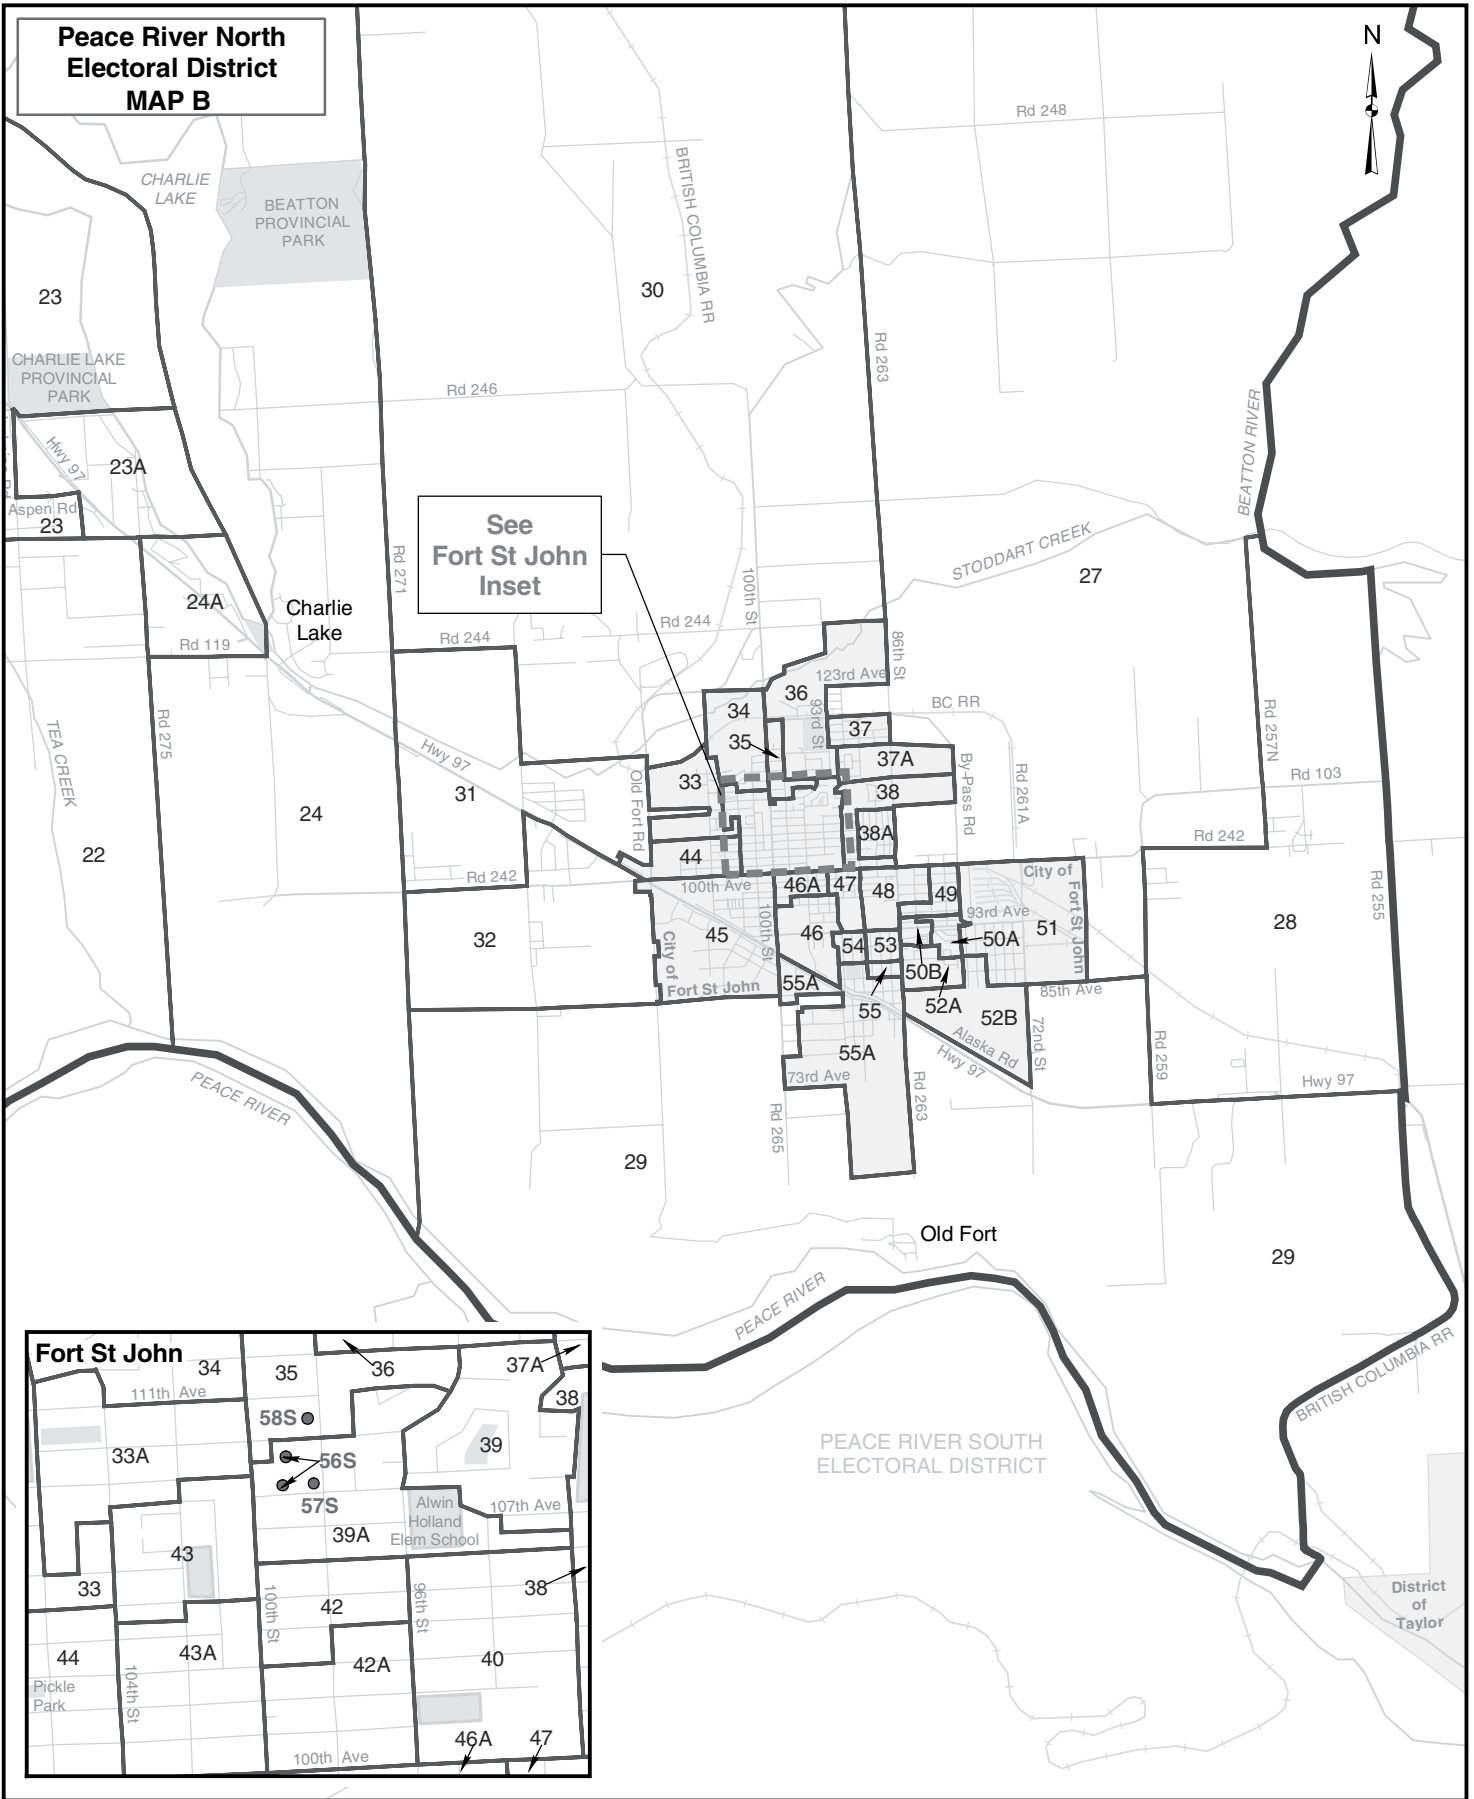 Peace River North
Electoral District
MAP B
N
Rd 248
CHARLIE
LAKE
BEATTON
PROVINCIAL
PARK
BRITISH COLUMBIA RR
23
30
CHARLIE LAKE
PROVINCIAL
PARK
Rd 246
Rd 263
BEATTON RIVER
Hwy 97
23A
Aspen Rd
23
See
Fort St John
Inset
STODDART CREEK
27
Rd 271
100th St
24A
Charlie
Lake
Rd 119
Rd 244
Rd 244
86th St
123rd Ave
36
34
93rd St
BC RR
35
37
37A
TEA CREEK
Rd 275
Hwy 97
Old Fort Rd
33
38
By-Pass Rd
Rd 261A
Rd 257N
Rd 103
31
24
38A
Rd 242
22
44
Rd 242
100th Ave
46A
47
48
49
City of
Fort St John
93rd Ave
51
Rd 255
28
32
City of
Fort St John
45
100th St
46
54
53
50A
50B
55A
55
52A
52B
85th Ave
55A
Alaska Rd
Hwy 97
72nd St
Rd 259
73rd Ave
Hwy 97
PEACE RIVER
Rd 265
Rd 263
29
Old Fort
29
PEACE RIVER
BRITISH COLUMBIA RR
PEACE RIVER SOUTH
ELECTORAL DISTRICT
District
of
Taylor
Fort St John
34
35
36
37A
38
111th Ave
58S
33A
56S
39
57S
Alwin
Holland
Elem School
107th Ave
39A
43
33
100th St
42
96th St
38
44
43A
42A
40
Pickle
Park
104th St
46A
47
100th Ave